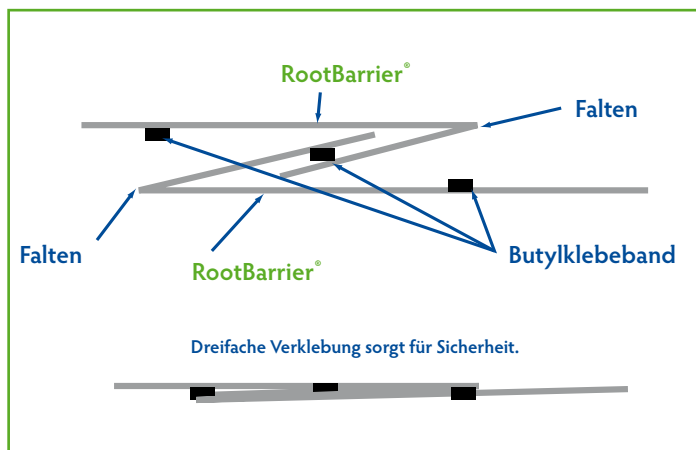 RootBarrier®
Falten
Falten
RootBarrier®
Butylklebeband
Dreifache Verklebung sorgt für Sicherheit.